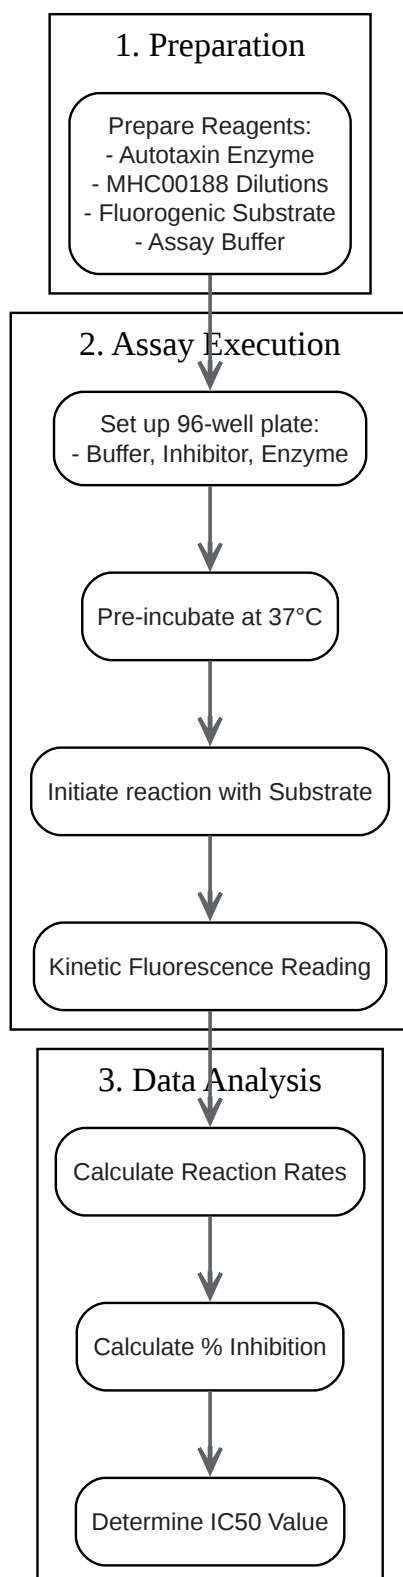 1. Preparation
Prepare Reagents:
- Autotaxin Enzyme
- MHC00188 Dilutions
- Fluorogenic Substrate
- Assay Buffer
2. Assay Execution
Set up 96-well plate:
- Buffer, Inhibitor, Enzyme
Pre-incubate at 37°C
Initiate reaction with Substrate
Kinetic Fluorescence Reading
3. Data Analysis
Calculate Reaction Rates
Calculate % Inhibition
Determine IC50 Value